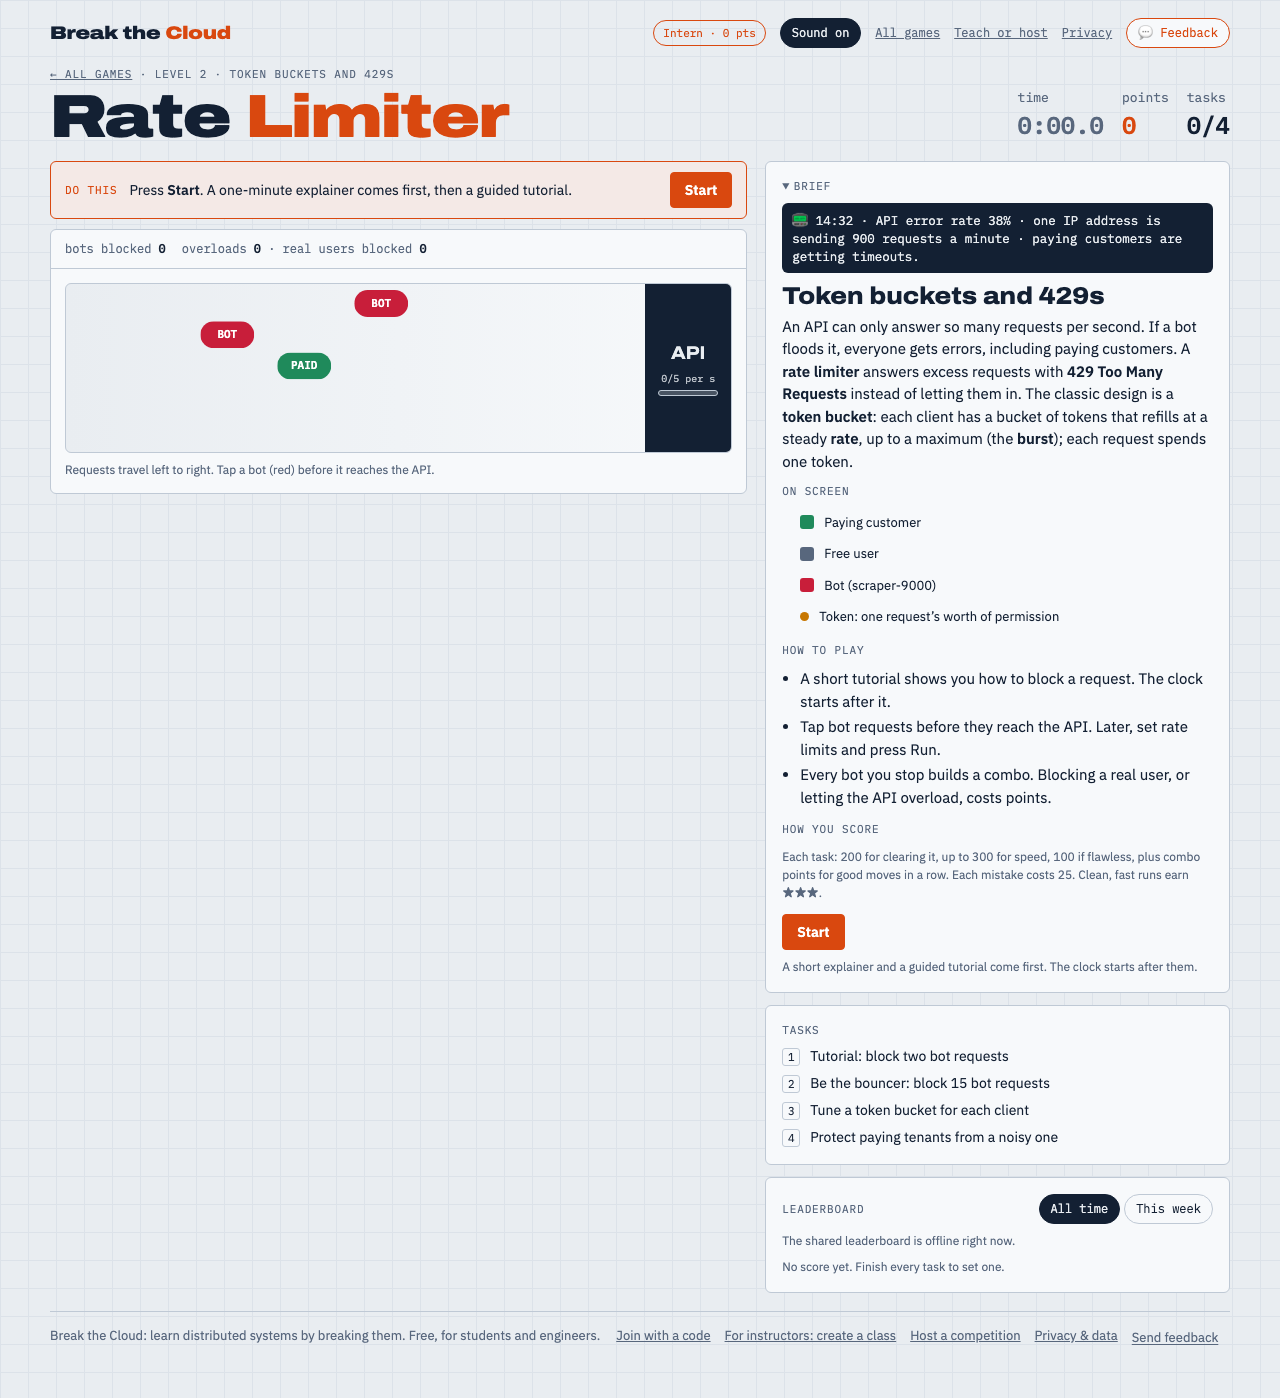 Break the Cloud
Intern · 0 pts
Sound on
All games
Teach or host
Privacy
💬 Feedback
← ALL GAMES · LEVEL 2 · TOKEN BUCKETS AND 429S
Rate Limiter
time
0:00.0
points
0
tasks
0/4
DO THIS Press Start. A one-minute explainer comes first, then a guided tutorial.
Start
bots blocked 0 overloads 0 · real users blocked 0
BOT
BOT
PAID
API
0/5 per s
Requests travel left to right. Tap a bot (red) before it reaches the API.
▼ BRIEF
14:32 · API error rate 38% · one IP address is
sending 900 requests a minute · paying customers are
getting timeouts.
Token buckets and 429s
An API can only answer so many requests per second. If a bot
floods it, everyone gets errors, including paying customers. A
rate limiter answers excess requests with 429 Too Many
Requests instead of letting them in. The classic design is a
token bucket: each client has a bucket of tokens that refills at a
steady rate, up to a maximum (the burst); each request spends
one token.
ON SCREEN
Paying customer
Free user
Bot (scraper-9000)
Token: one request’s worth of permission
HOW TO PLAY
• A short tutorial shows you how to block a request. The clock
starts after it.
• Tap bot requests before they reach the API. Later, set rate
limits and press Run.
• Every bot you stop builds a combo. Blocking a real user, or
letting the API overload, costs points.
HOW YOU SCORE
Each task: 200 for clearing it, up to 300 for speed, 100 if flawless, plus combo
points for good moves in a row. Each mistake costs 25. Clean, fast runs earn
★★★.
Start
A short explainer and a guided tutorial come first. The clock starts after them.
TASKS
1 Tutorial: block two bot requests
2 Be the bouncer: block 15 bot requests
3 Tune a token bucket for each client
4 Protect paying tenants from a noisy one
LEADERBOARD
All time
This week
The shared leaderboard is offline right now.
No score yet. Finish every task to set one.
Break the Cloud: learn distributed systems by breaking them. Free, for students and engineers.
Join with a code
For instructors: create a class
Host a competition
Privacy & data
Send feedback